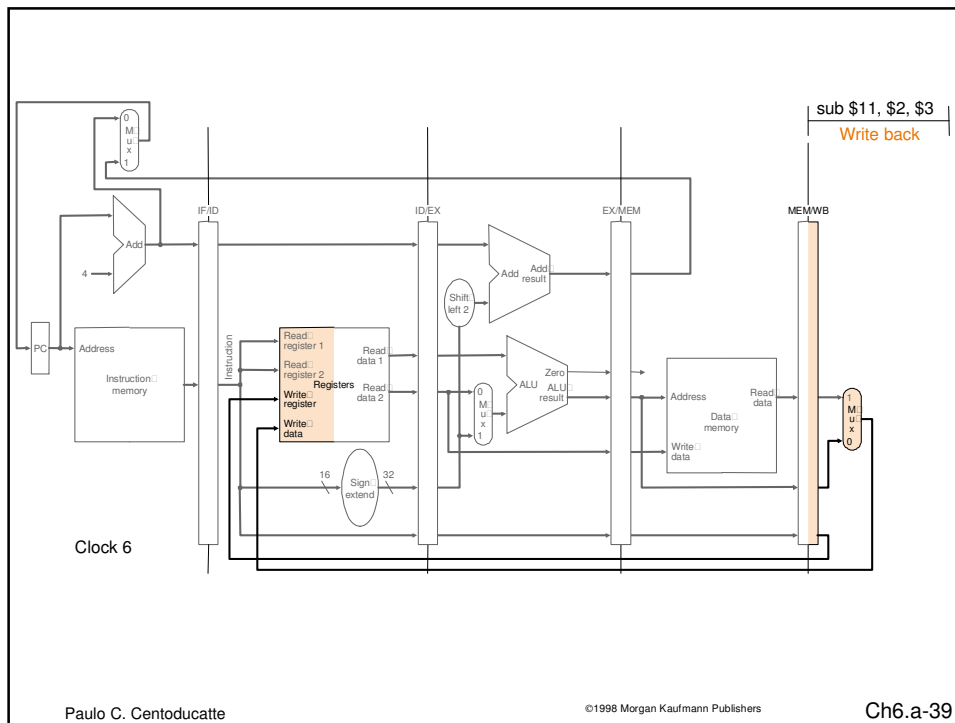 sub $11, $2, $3
Write back
0
M
u
x
1
IF/ID
ID/EX
EX/MEM
MEM/WB
Add
4
Add
Add
result
Shift
left 2
PC
Address
Instruction
memory
Instruction
Read
register 1
Read
register 2
Registers
Write
register
Write
data
Read
data 1
Read
data 2
0
M
u
x
1
Zero
ALU
ALU
result
Address
Read
data
Data
memory
Write
data
1
M
u
x
0
16
Sign
extend
32
Clock 6
Paulo C. Centoducatte
©1998 Morgan Kaufmann Publishers
Ch6.a-39